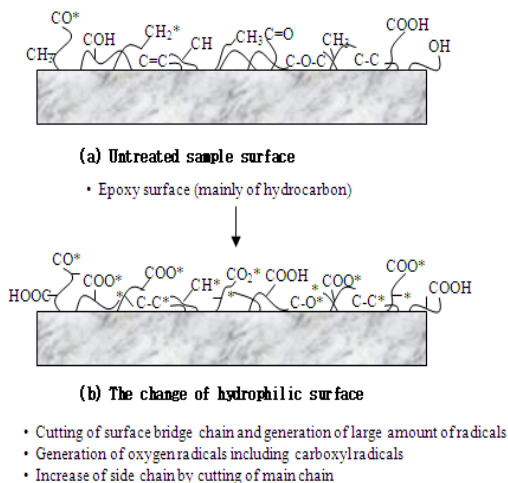 CO*
CH3 COH CH2* CH CH3 C=O CH2 COOH OH
C=C C-O-C C-C
(a) Untreated sample surface
• Epoxy surface (mainly of hydrocarbon)
CO* COO* CH* CO2* COOH *COO* COO*
HOOC COO* * C-C* * C-O* C-C* * COOH
(b) The change of hydrophilic surface
• Cutting of surface bridge chain and generation of large amount of radicals
• Generation of oxygen radicals including carboxyl radicals
• Increase of side chain by cutting of main chain